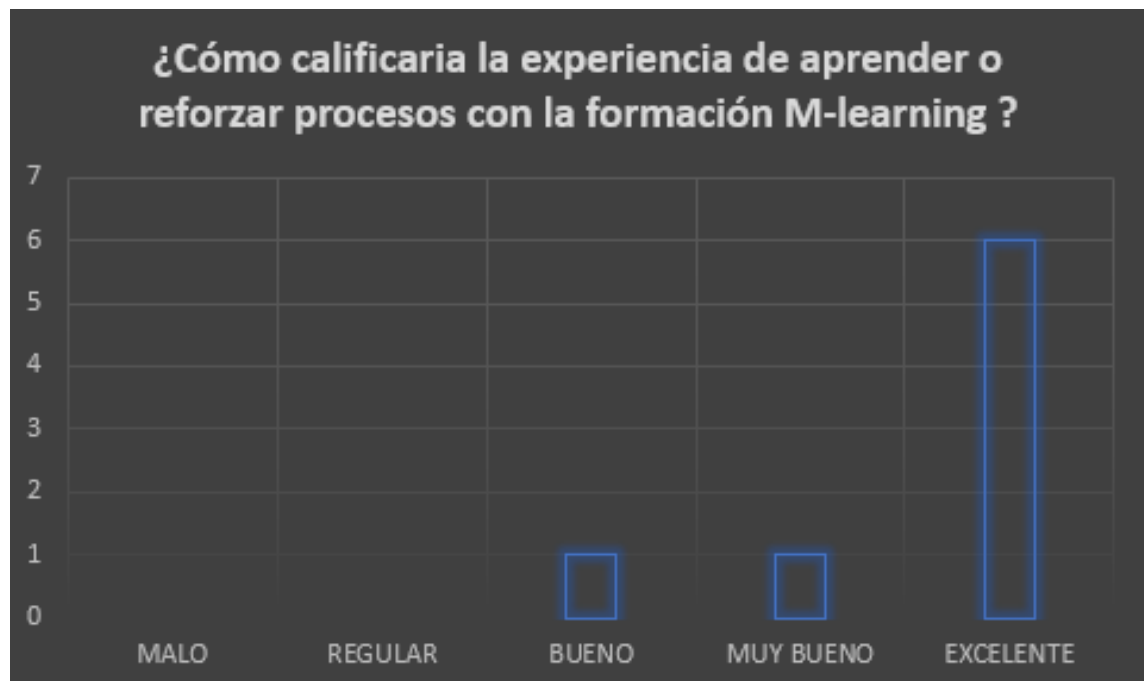 ¿Cómo calificaria la experiencia de aprender o
reforzar procesos con la formación M-learning ?
7
6
5
4
3
2
1
0
MALO REGULAR BUENO MUY BUENO EXCELENTE